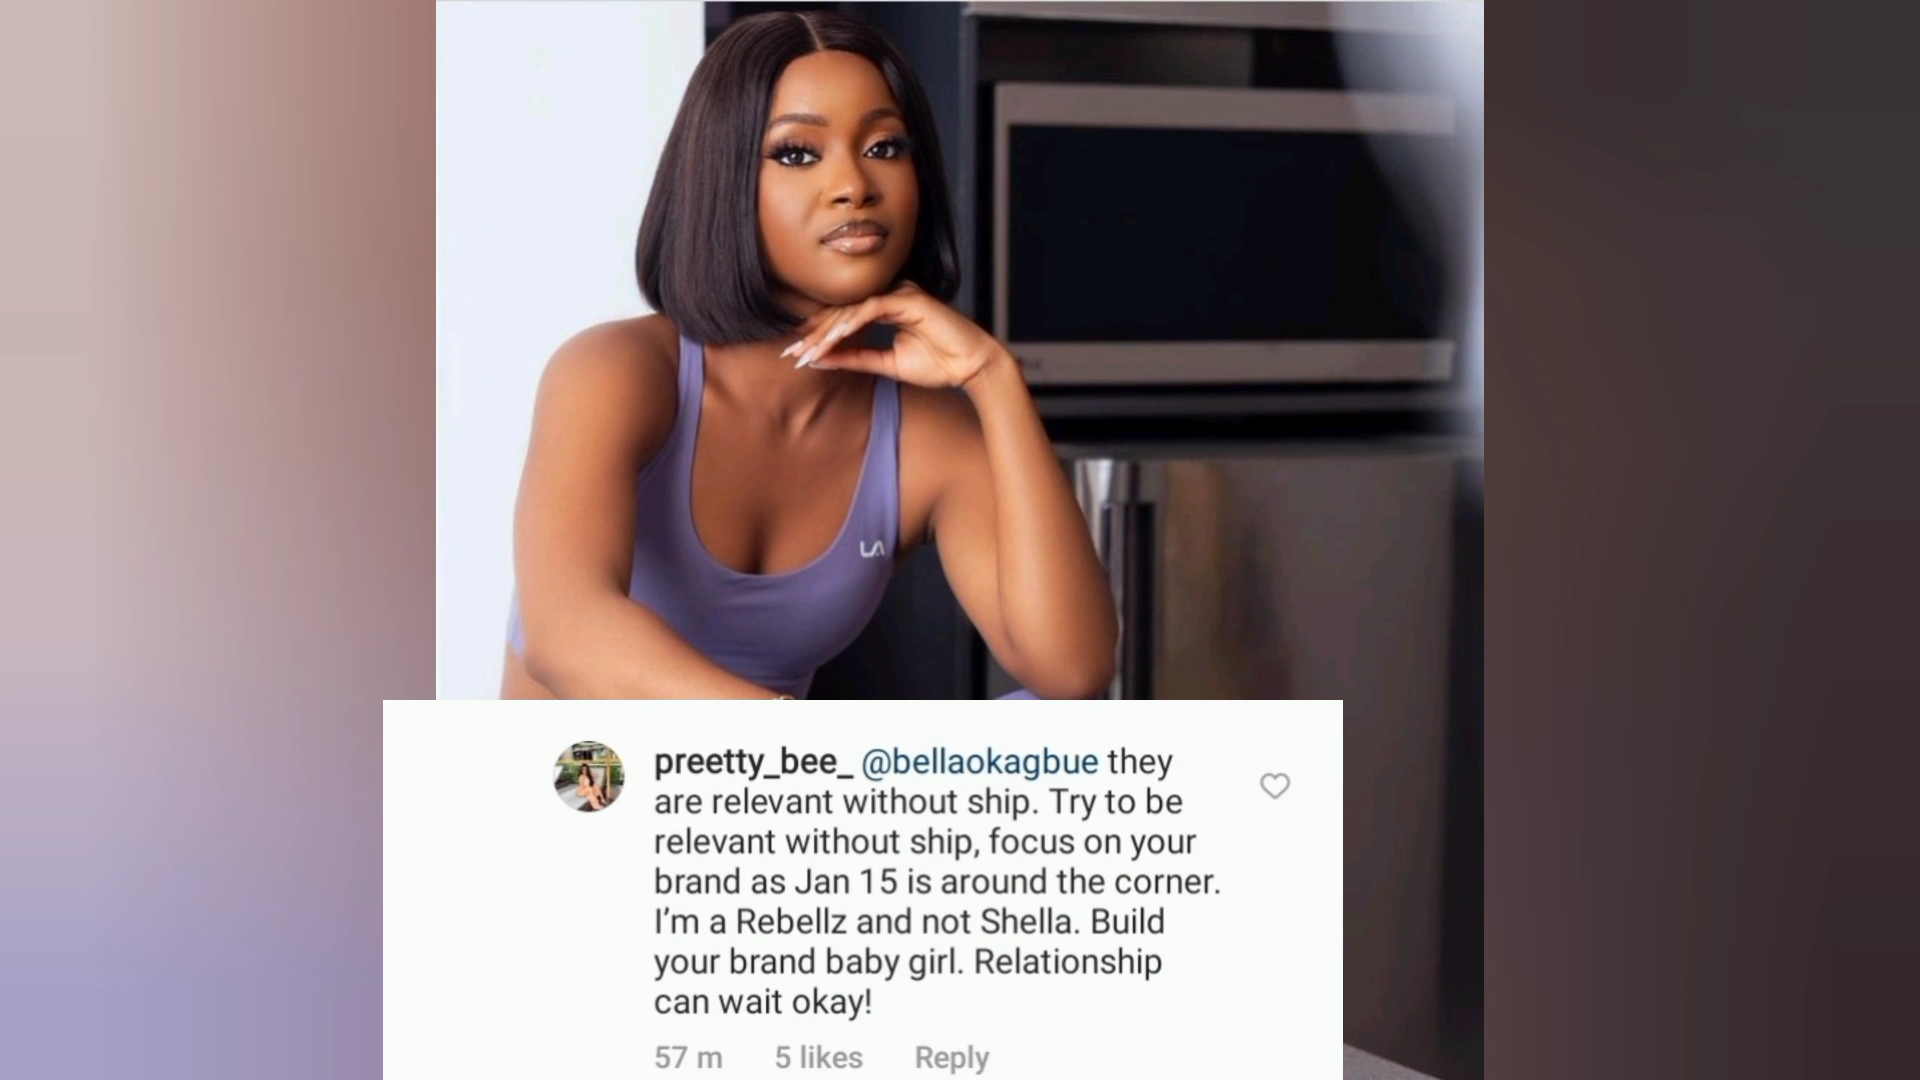 LA
preetty_bee_ @bellaokagbue they
are relevant without ship. Try to be
relevant without ship, focus on your
brand as Jan 15 is around the corner.
I'm a Rebellz and not Shella. Build
your brand baby girl. Relationship
can wait okay!
57 m 5 likes Reply